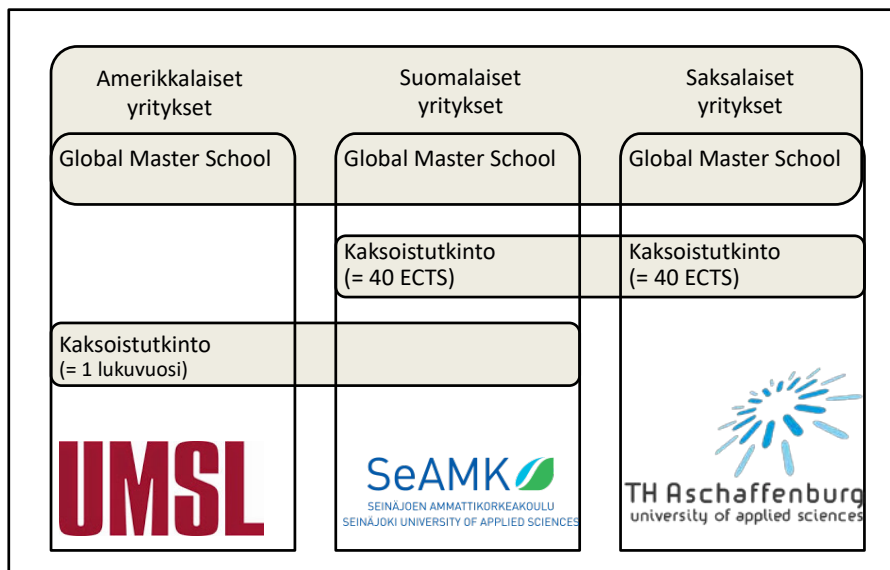 Amerikkalaiset
yritykset
Suomalaiset
yritykset
Saksalaiset
yritykset
Global Master School
Global Master School
Global Master School
Kaksoistutkinto
(= 40 ECTS)
Kaksoistutkinto
(= 40 ECTS)
Kaksoistutkinto
(= 1 lukuvuosi)
UMSL
SeAMK
SEINÄJOEN AMMATTIKORKEAKOULU
SEINÄJOKI UNIVERSITY OF APPLIED SCIENCES
TH Aschaffenburg
university of applied sciences